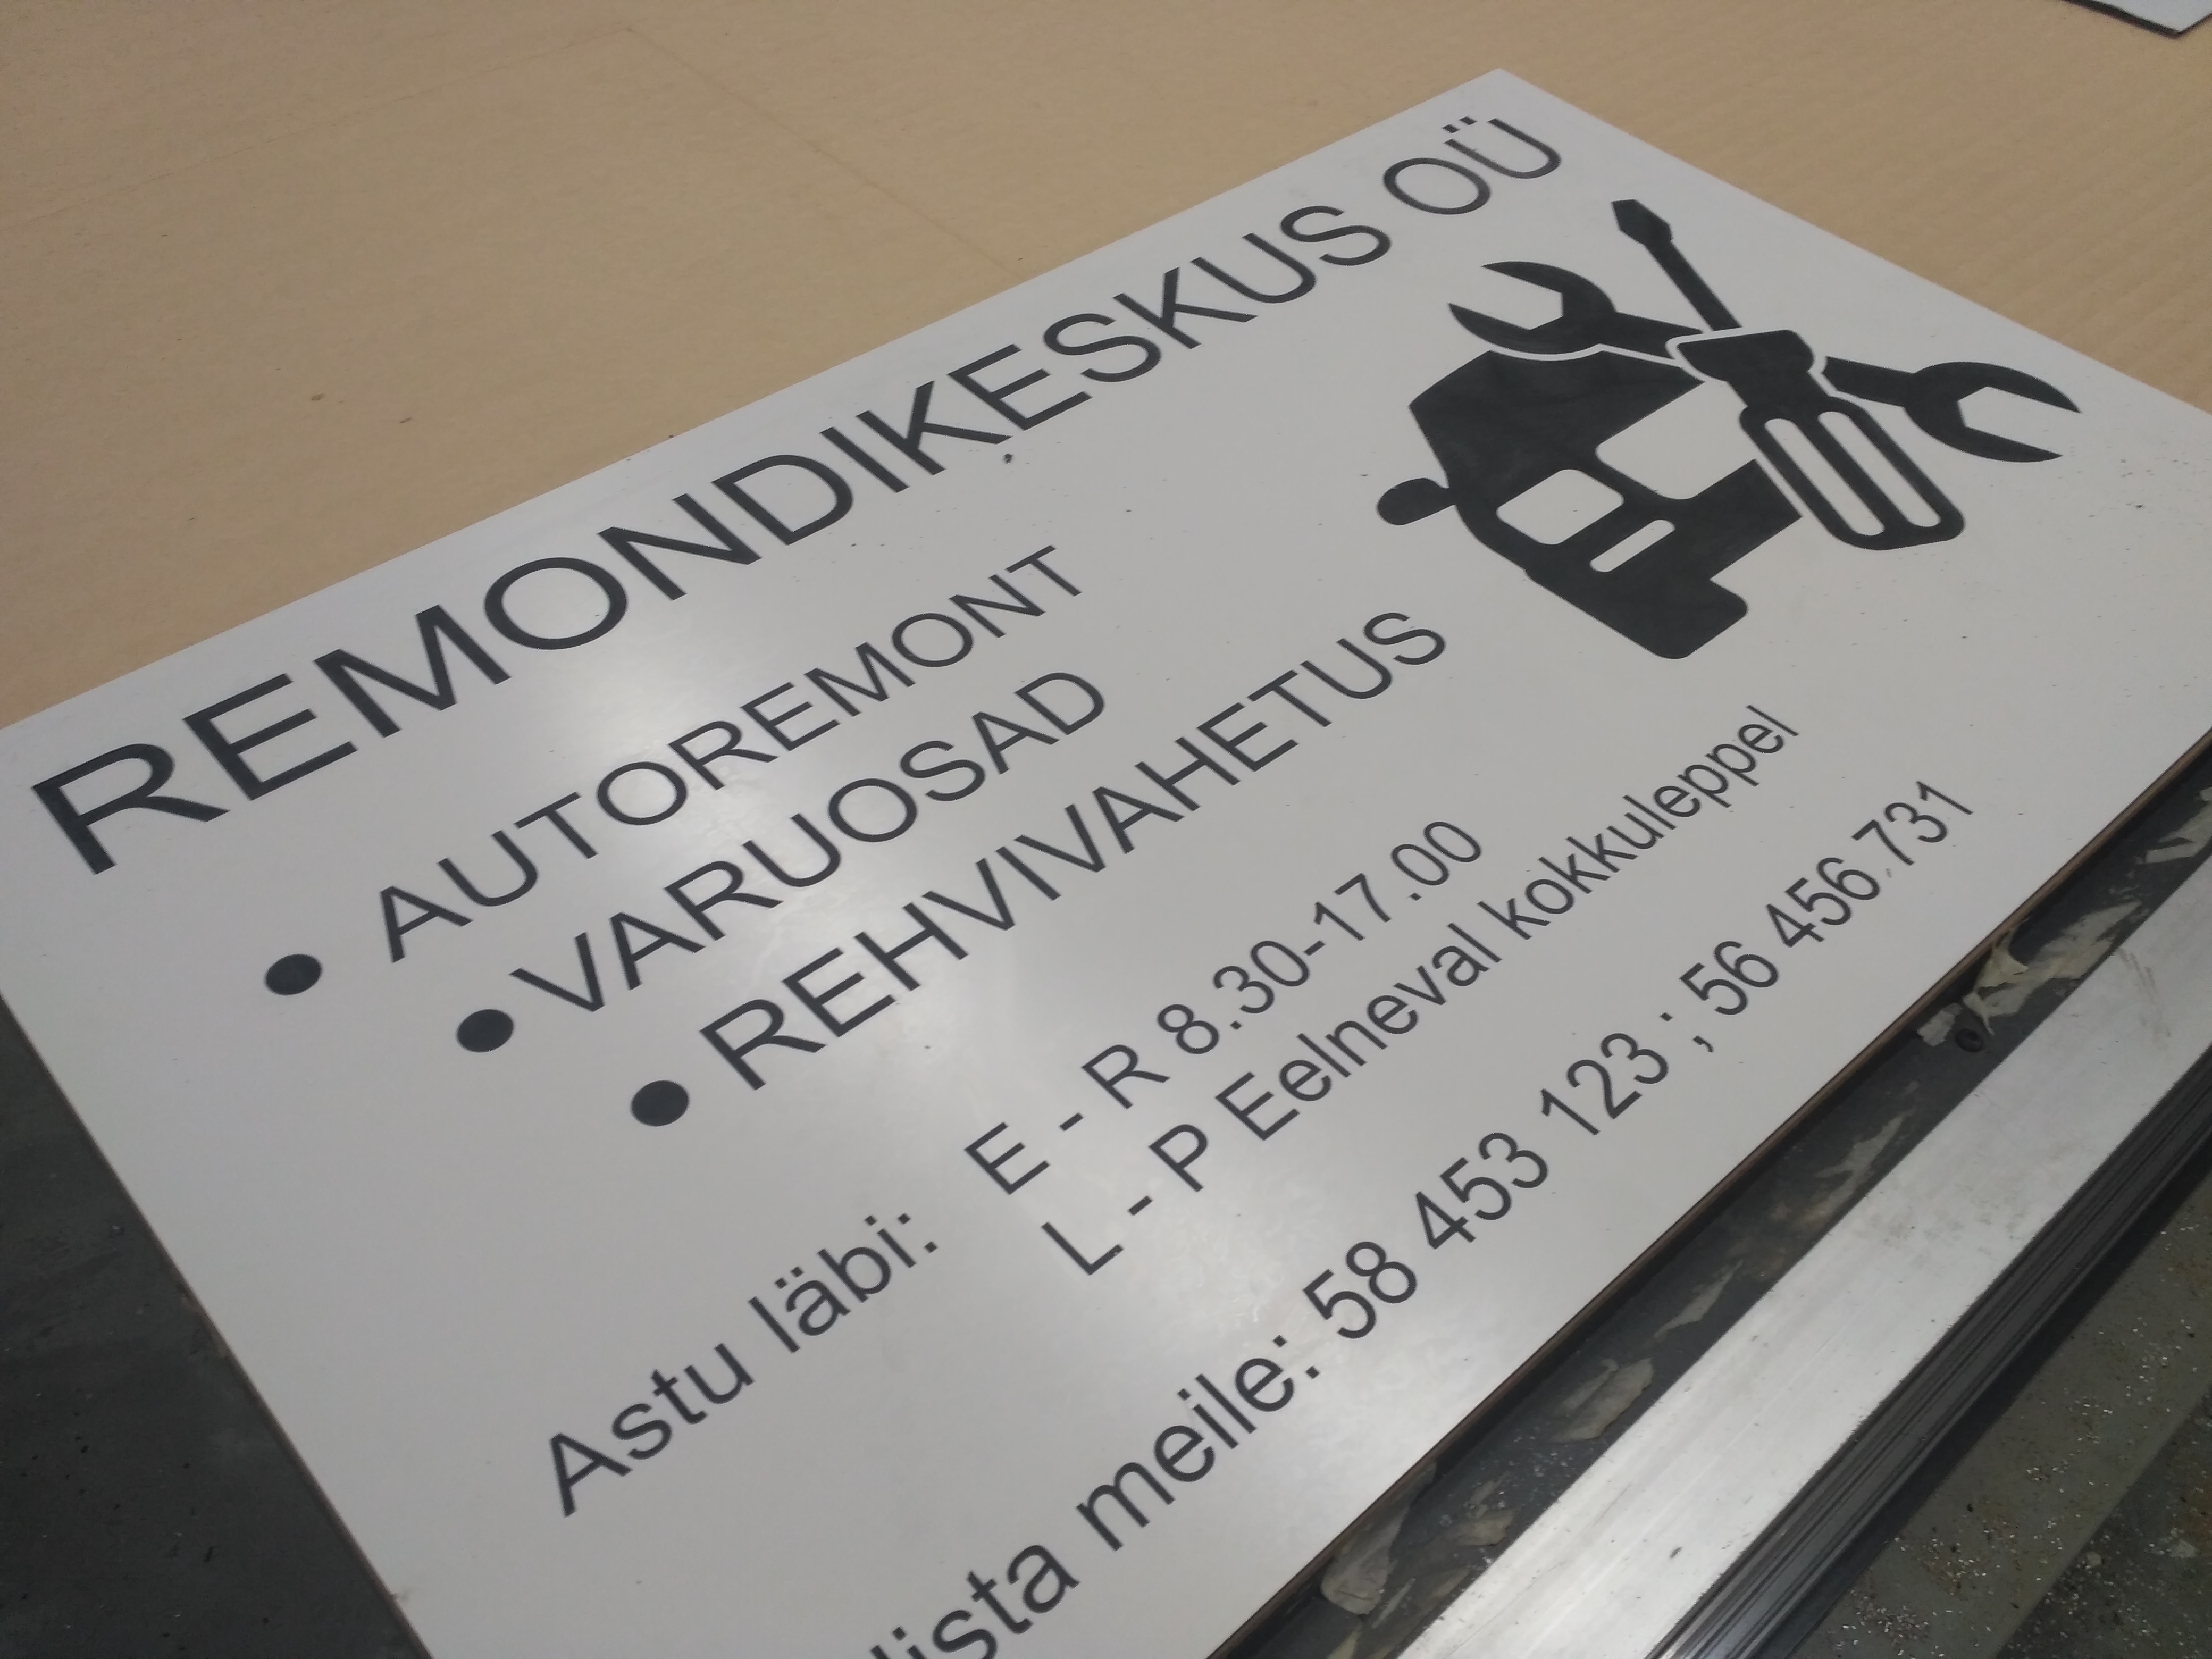 REMONDIKESKUS OÜ
• AUTOREMONT
• VARUOSAD
• REHVIVAHETUS
Astu läbi: E - R 8.30-17.00
L - P Eelneval kokkuleppel
meile: 58 453 123 ; 56 456 731